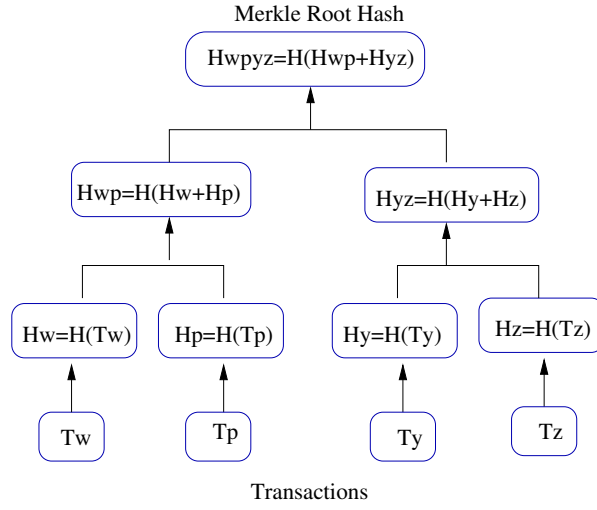 Merkle Root Hash
Hwpyz=H(Hwp+Hyz)
Hwp=H(Hw+Hp)
Hyz=H(Hy+Hz)
Hw=H(Tw)
Hp=H(Tp)
Hy=H(Ty)
Hz=H(Tz)
Tw
Tp
Ty
Tz
Transactions